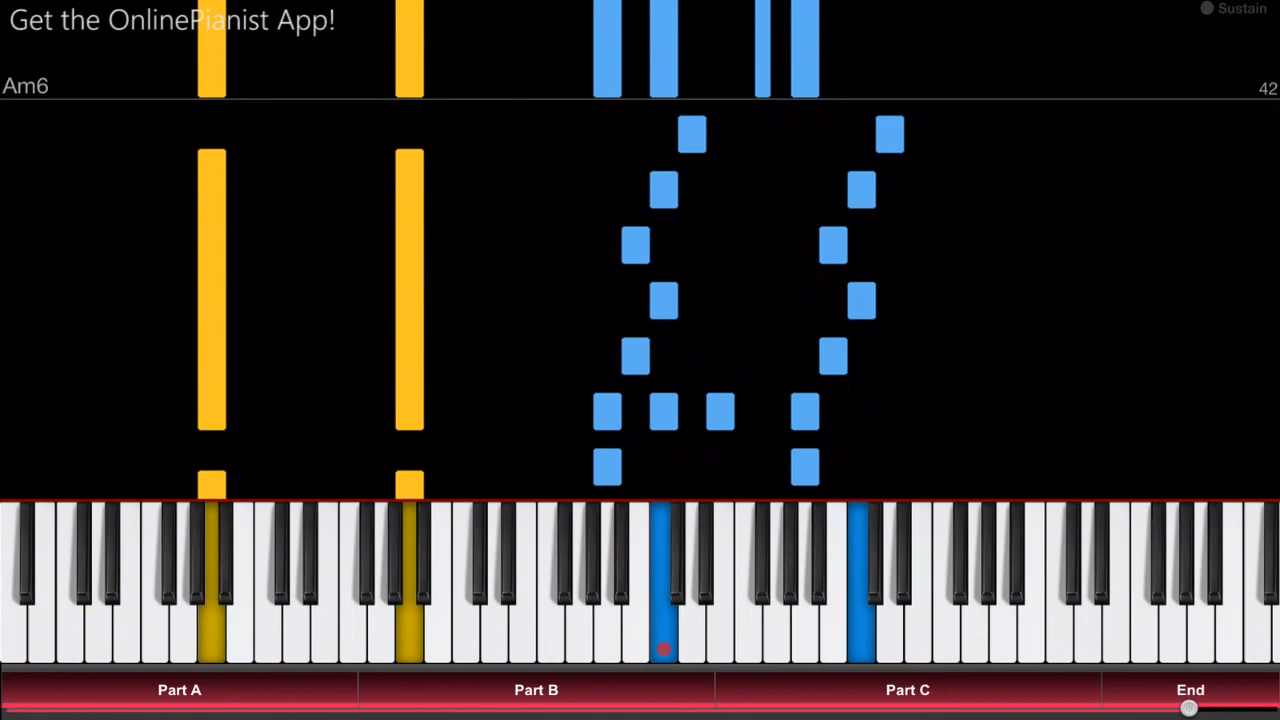 Get the OnlinePianist App!
Sustain
Am6
42
Part A
Part B
Part C
End